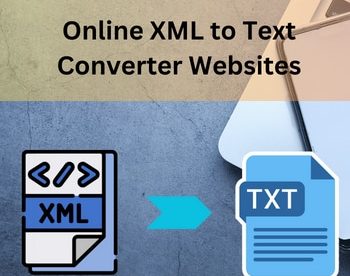 Online XML to Text
Converter Websites
</>
XML
TXT